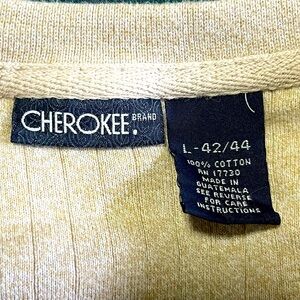 CHEROKEE.
BRAND
L - 42/44
100% COTTON
RN 17730
MADE IN
GUATEMALA
SEE REVERSE
FOR CARE
INSTRUCTIONS